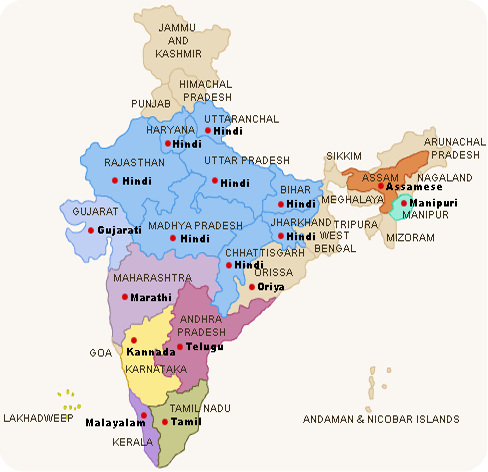 JAMMU
AND
KASHMIR
HIMACHAL
PRADESH
PUNJAB
UTTARANCHAL
HARYANA
Hindi
Hindi
ARUNACHAL
PRADESH
SIKKIM
RAJASTHAN
UTTAR PRADESH
ASSAM
NAGALAND
Hindi
Hindi
BIHAR
Hindi
Assamese
MEGHALAYA
Manipuri
MANIPUR
GUJARAT
Gujarati
MADHYA PRADESH
Hindi
JHARKHAND
Hindi
WEST
BENGAL
TRIPURA
MIZORAM
CHHATTISGARH
Hindi
ORISSA
Oriya
MAHARASHTRA
Marathi
ANDHRA
PRADESH
Telugu
GOA
Kannada
KARNATAKA
LAKHADWEEP
Malayalam
KERALA
TAMIL NADU
Tamil
ANDAMAN & NICOBAR ISLANDS